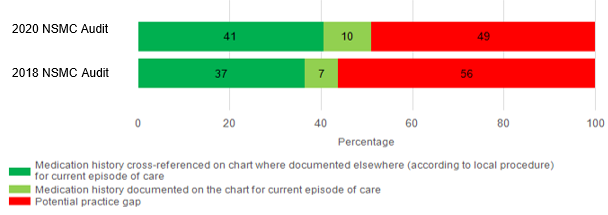 2020 NSMC Audit
41 10 49
2018 NSMC Audit
37 7 56
0 20 40 60 80 100
Percentage
Medication history cross-referenced on chart where documented elsewhere (according to local procedure)
for current episode of care
Medication history documented on the chart for current episode of care
Potential practice gap